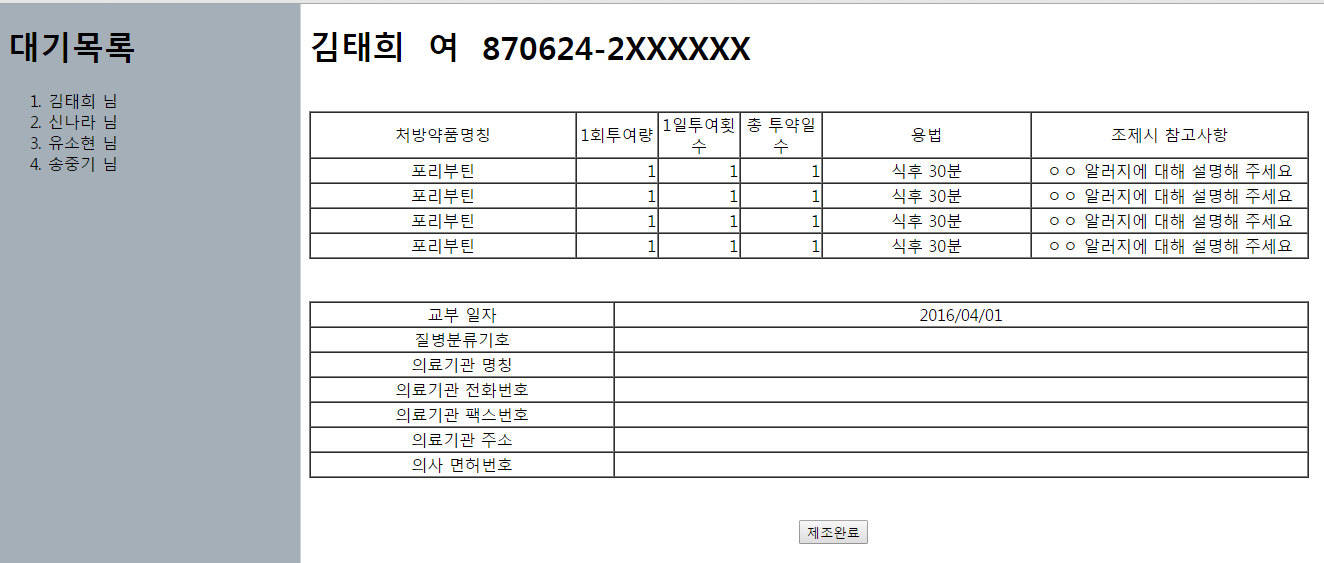 대기목록
1. 김태희 님
2. 신나라 님
3. 유소현 님
4. 송중기 님
김태희 여 870624-2XXXXXX
처방약품명칭 1회투여량 1일투여횟수 총 투약일수 용법 조제시 참고사항
포리부틴 1 1 1 식후 30분 ㅇㅇ 알러지에 대해 설명해 주세요
포리부틴 1 1 1 식후 30분 ㅇㅇ 알러지에 대해 설명해 주세요
포리부틴 1 1 1 식후 30분 ㅇㅇ 알러지에 대해 설명해 주세요
포리부틴 1 1 1 식후 30분 ㅇㅇ 알러지에 대해 설명해 주세요
교부 일자 2016/04/01
질병분류기호
의료기관 명칭
의료기관 전화번호
의료기관 팩스번호
의료기관 주소
의사 면허번호
제조완료